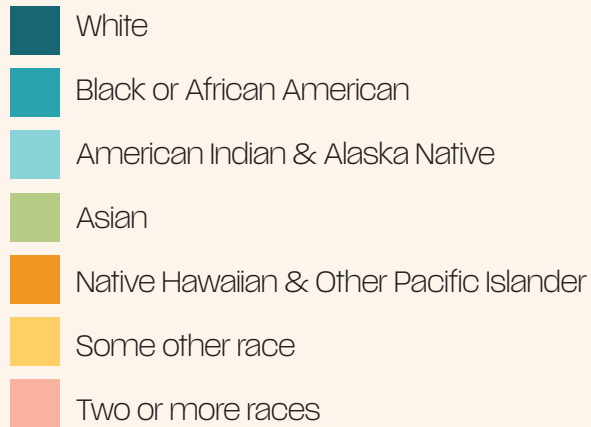 White
Black or African American
American Indian & Alaska Native
Asian
Native Hawaiian & Other Pacific Islander
Some other race
Two or more races